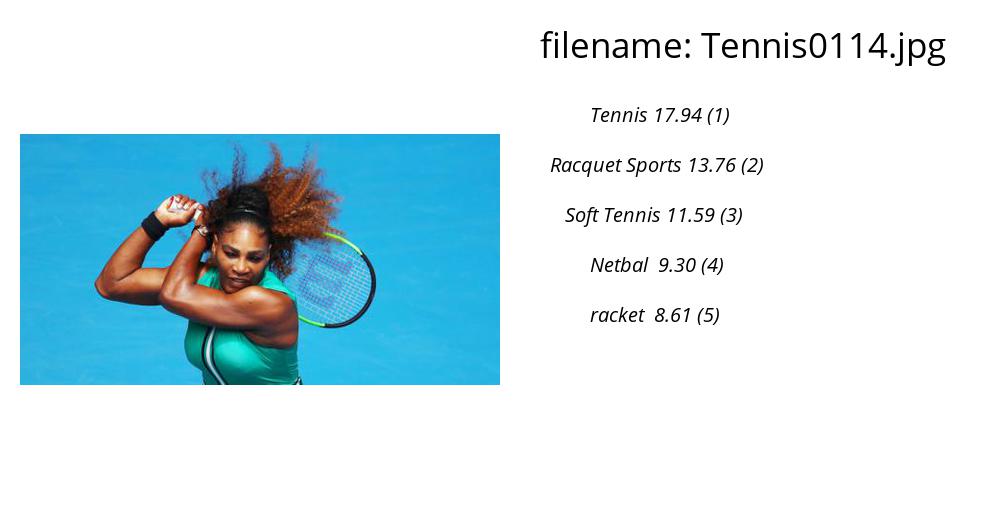 filename: Tennis0114.jpg
Tennis 17.94 (1)
Racquet Sports 13.76 (2)
Soft Tennis 11.59 (3)
Netbal 9.30 (4)
racket 8.61 (5)